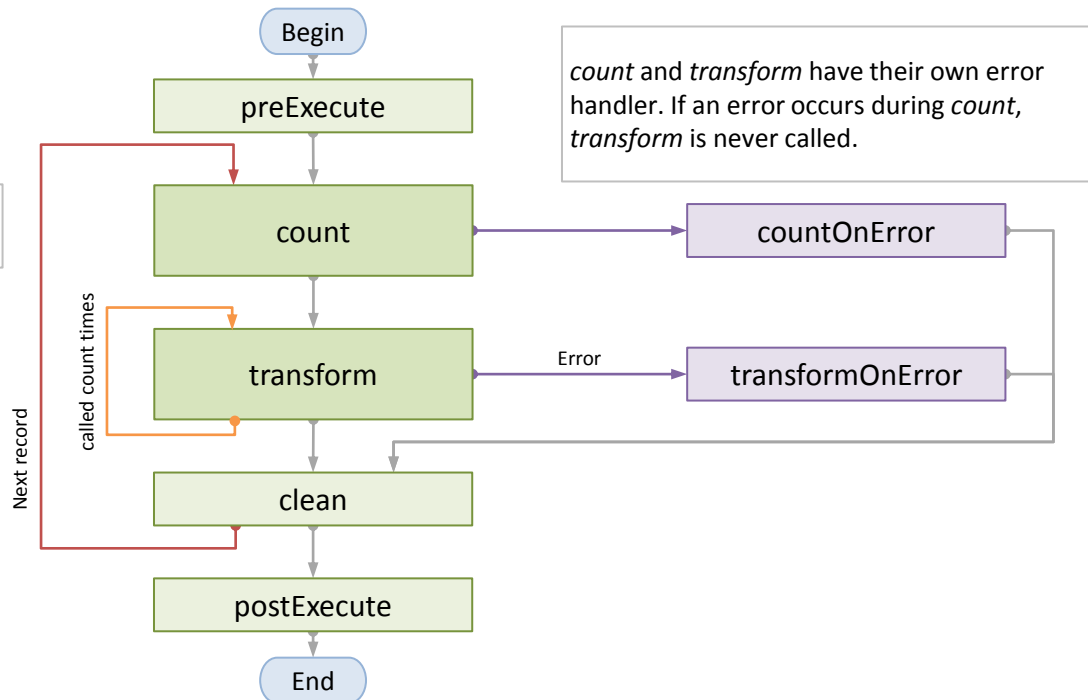 Begin
count and transform have their own error
handler. If an error occurs during count,
transform is never called.
preExecute
count
countOnError
called count times
transform
Error
transformOnError
Next record
clean
postExecute
End